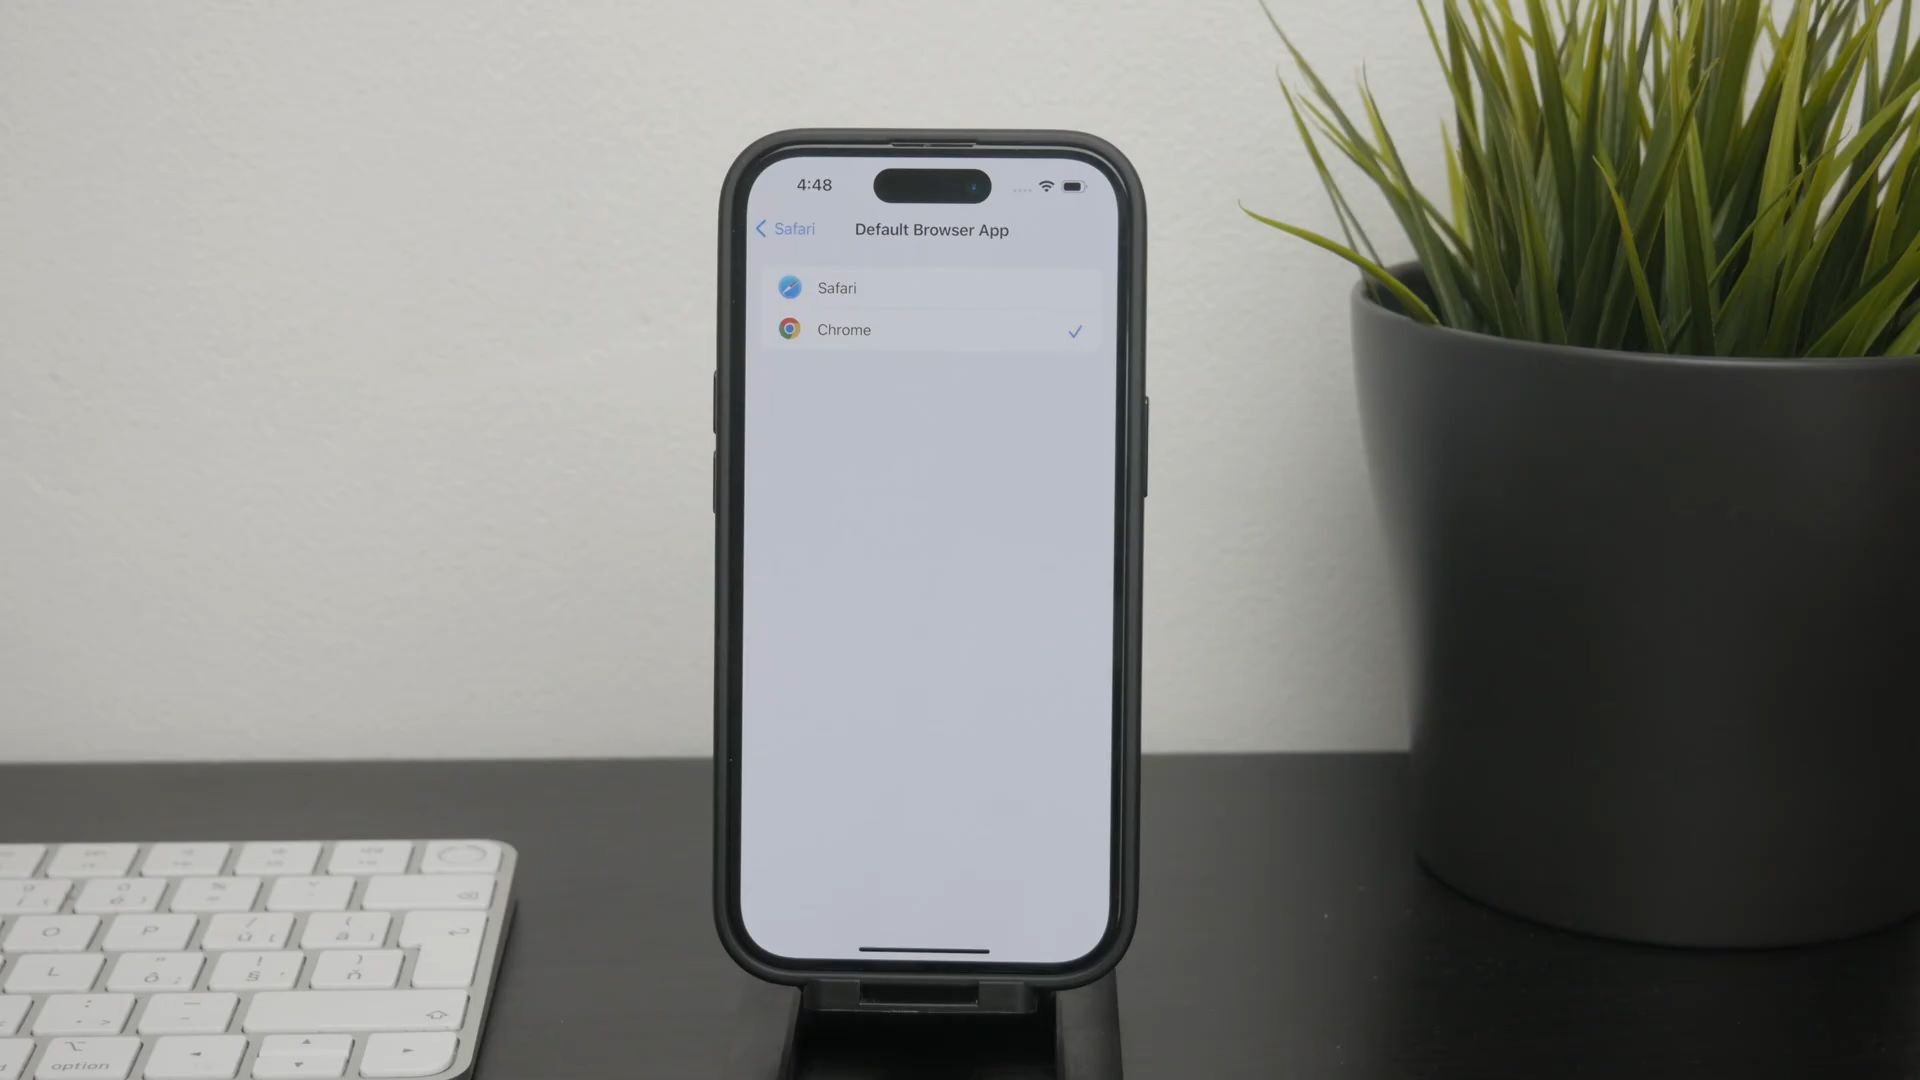 4:48
Safari
Default Browser App
Safari
Chrome
O
P
L
option